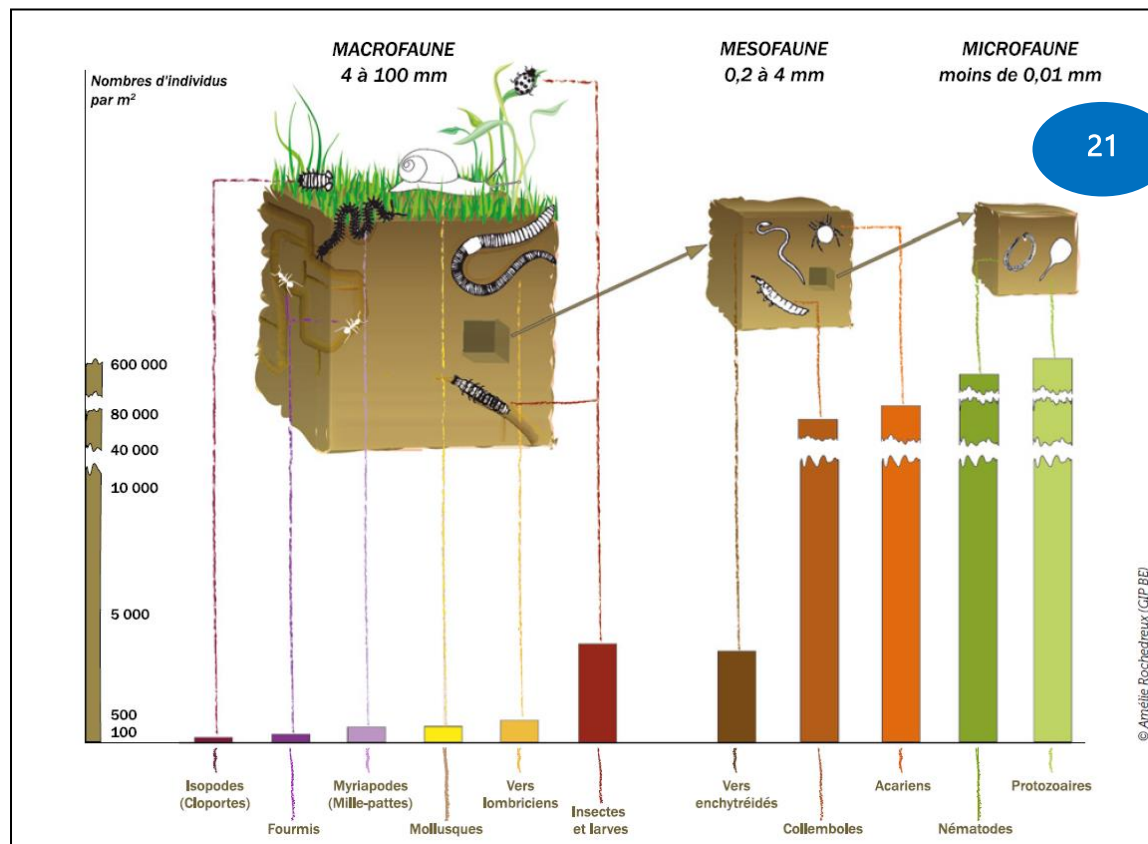 MACROFAUNE
4 à 100 mm
MESOFAUNE
0,2 à 4 mm
MICROFAUNE
moins de 0,01 mm
Nombres d'individus
par m²
21
600 000
80 000
40 000
10 000
5 000
500
100
Isopodes
(Cloportes)
Fourmis
Myriapodes
(Mille-pattes)
Mollusques
Vers
lombriciens
Insectes
et larves
Vers
enchytréidés
Collemboles
Acariens
Nématodes
Protozoaires
© Amélie Rochedreux (GIP BE)